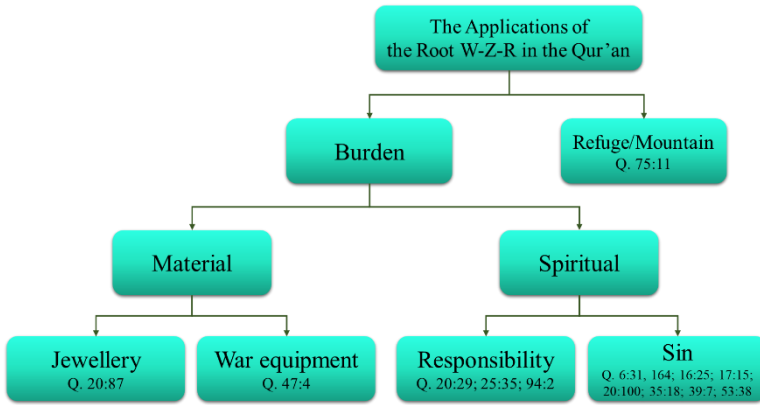 The Applications of
the Root W-Z-R in the Qur’an
Burden
Refuge/Mountain
Q. 75:11
Material
Spiritual
Jewellery
Q. 20:87
War equipment
Q. 47:4
Responsibility
Q. 20:29; 25:35; 94:2
Sin
Q. 6:31, 164; 16:25; 17:15;
20:100; 35:18; 39:7; 53:38